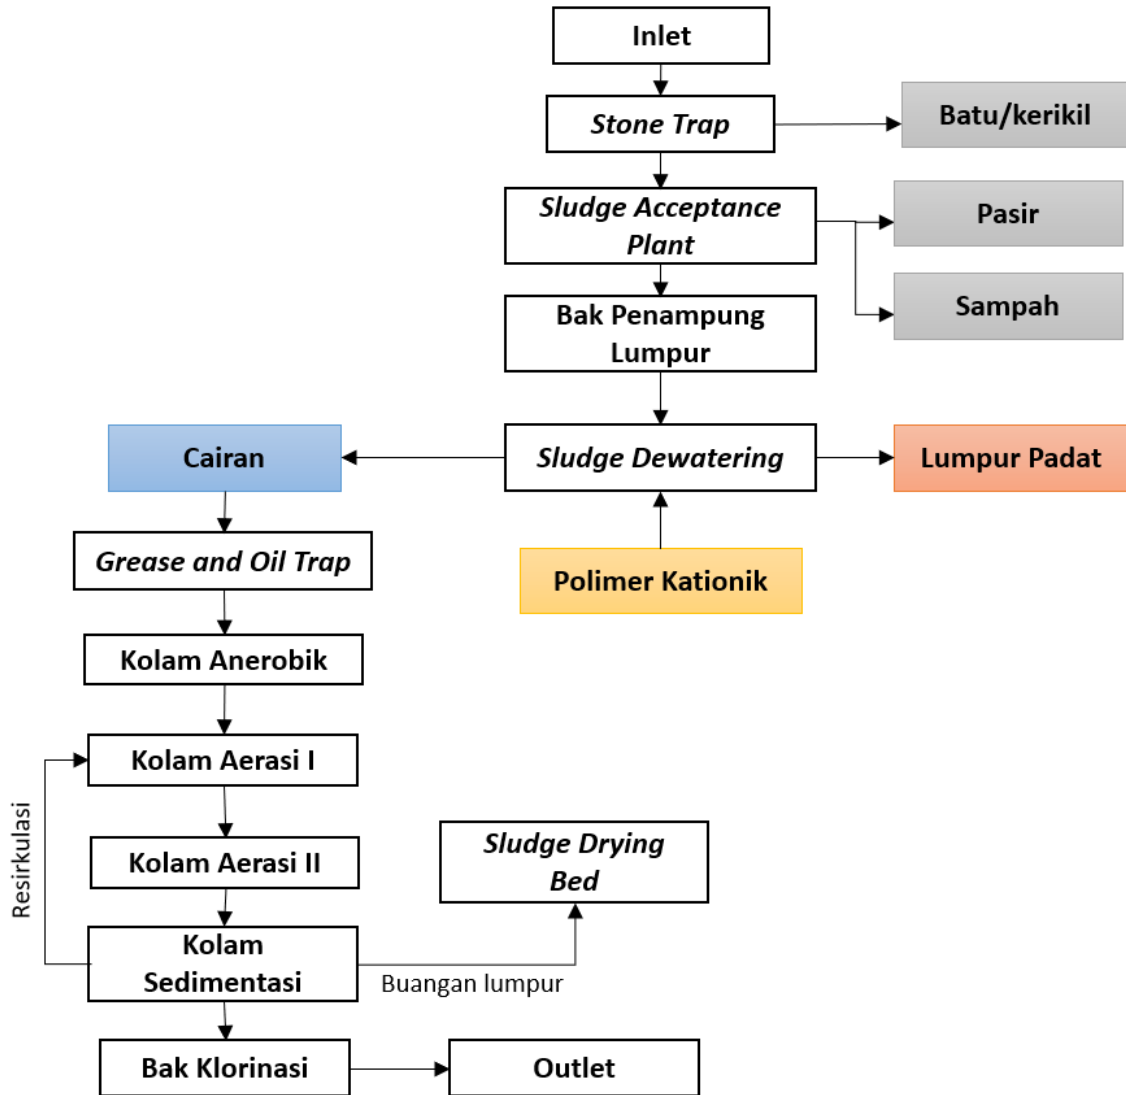 Inlet
Stone Trap
Batu/kerikil
Sludge Acceptance
Plant
Pasir
Sampah
Bak Penampung
Lumpur
Cairan
Sludge Dewatering
Lumpur Padat
Grease and Oil Trap
Polimer Kationik
Kolam Anerobik
Kolam Aerasi I
Resirkulasi
Kolam Aerasi II
Sludge Drying
Bed
Kolam
Sedimentasi
Buangan lumpur
Bak Klorinasi
Outlet